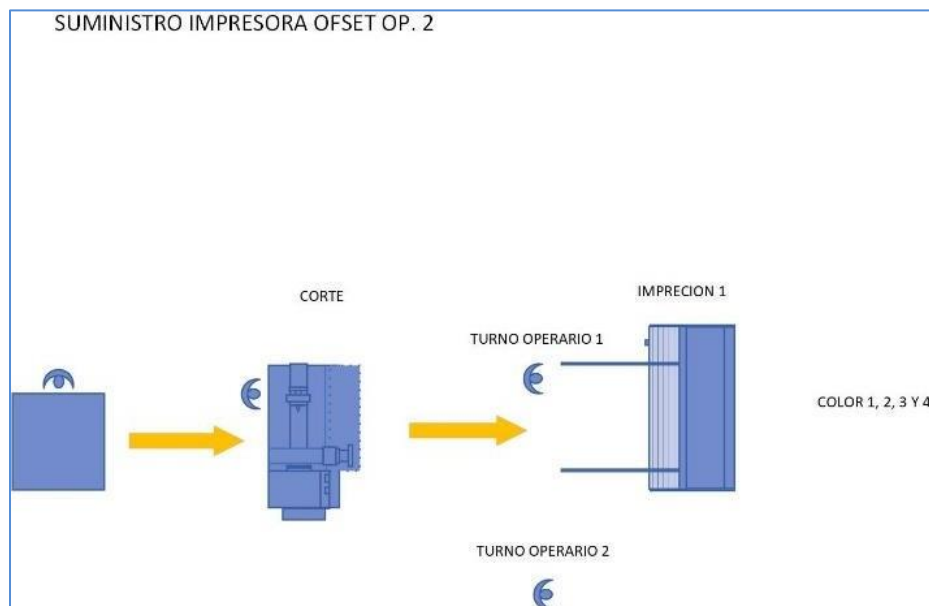 SUMINISTRO IMPRESORA OFSET OP. 2
CORTE
IMPRECION 1
TURNO OPERARIO 1
COLOR 1, 2, 3 Y 4
TURNO OPERARIO 2